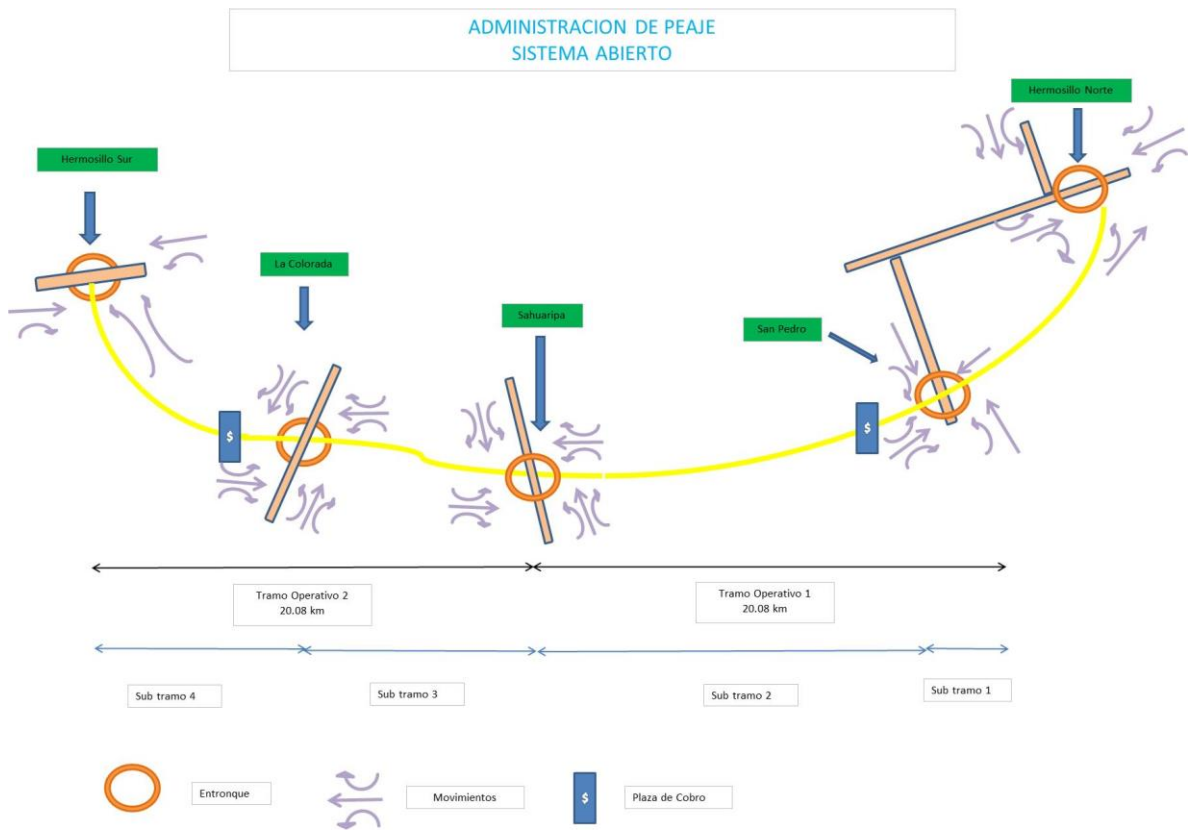 ADMINISTRACION DE PEAJE
SISTEMA ABIERTO
Hermosillo Norte
Hermosillo Sur
La Colorada
Sahuaripa
San Pedro
$
$
Tramo Operativo 2
20.08 km
Tramo Operativo 1
20.08 km
Sub tramo 4
Sub tramo 3
Sub tramo 2
Sub tramo 1
Entronque
Movimientos
$
Plaza de Cobro